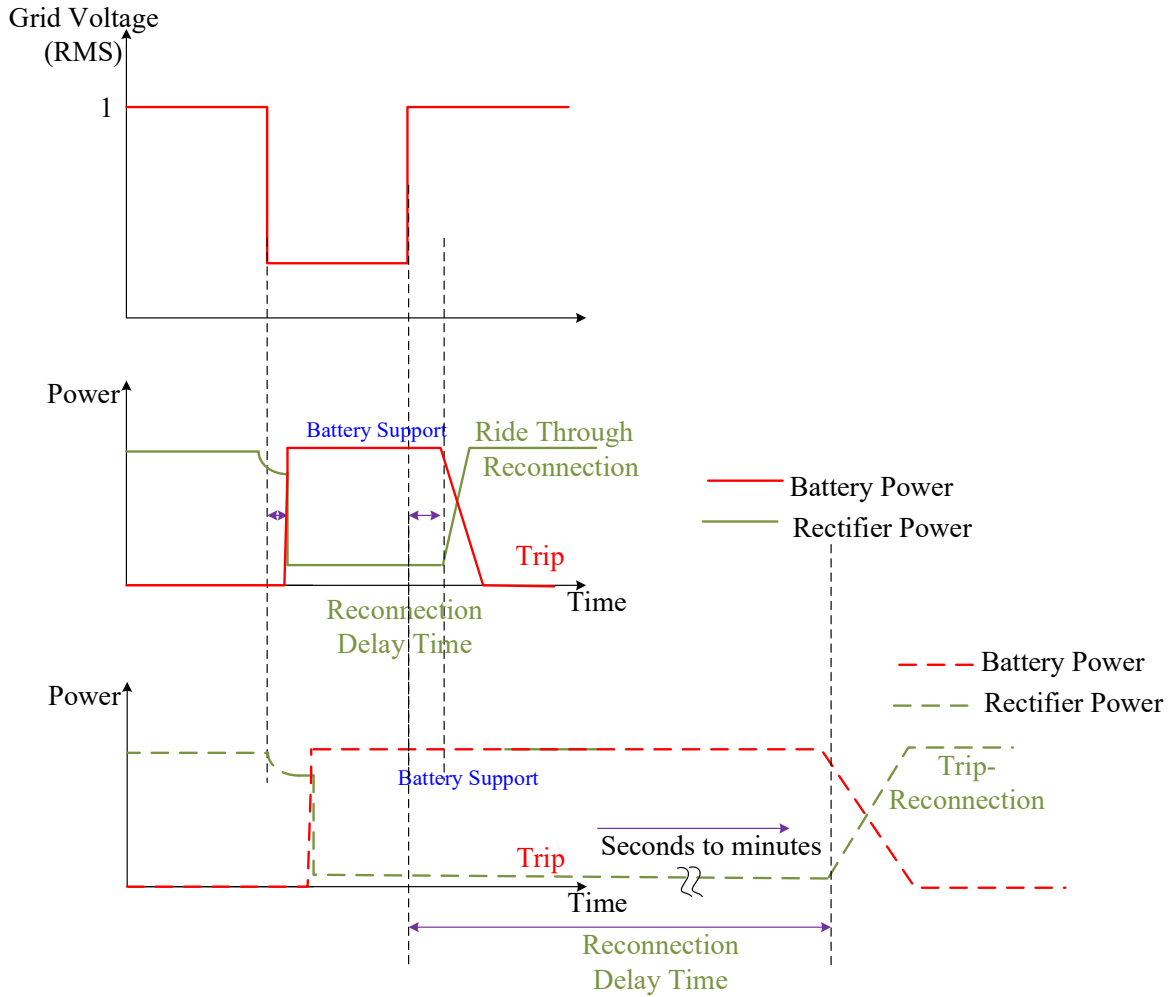 Grid Voltage
(RMS)
1
Power
Battery Support
Ride Through
Reconnection
Battery Power
Rectifier Power
Trip
Time
Reconnection
Delay Time
Battery Power
Rectifier Power
Power
Battery Support
Trip-
Reconnection
Seconds to minutes
Trip
Time
Reconnection
Delay Time